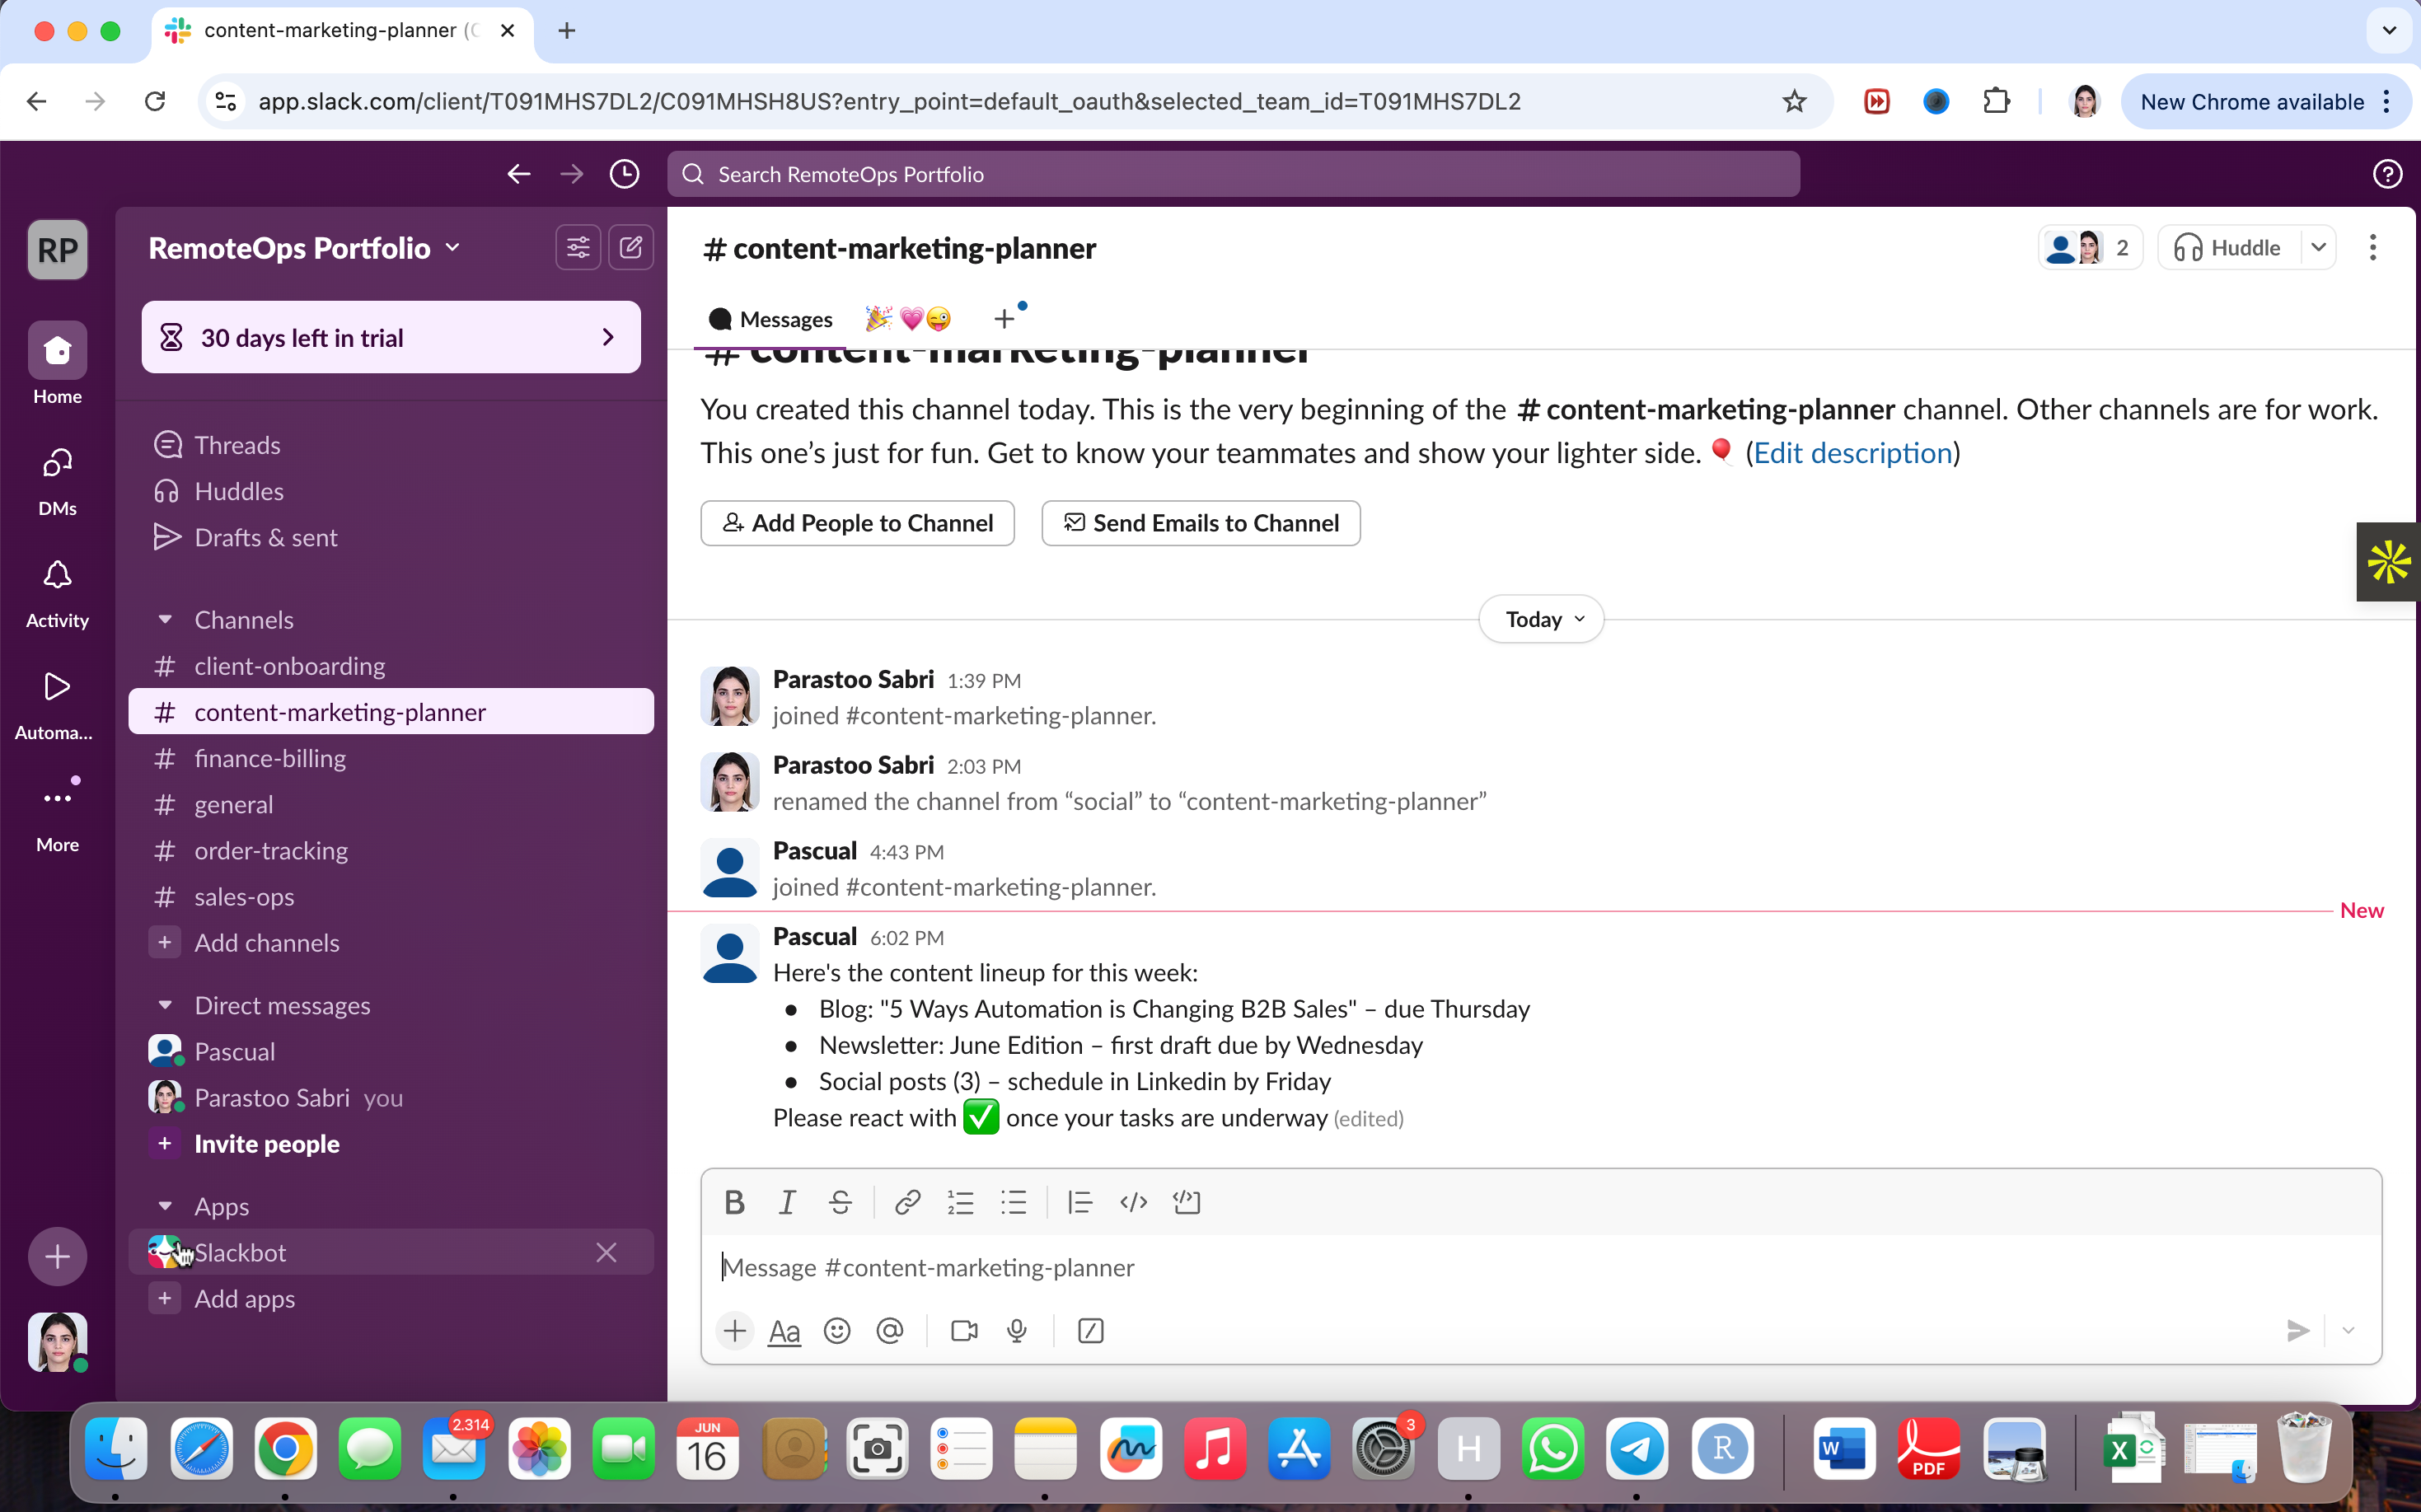 content-marketing-planner (C
app.slack.com/client/T091MHS7DL2/C091MHSH8US?entry_point=default_oauth&selected_team_id=T091MHS7DL2
New Chrome available
Search RemoteOps Portfolio
RP
Home
DMs
Activity
Automa...
More
RemoteOps Portfolio
30 days left in trial
Threads
Huddles
Drafts & sent
Channels
# client-onboarding
# content-marketing-planner
# finance-billing
# general
# order-tracking
# sales-ops
+ Add channels
Direct messages
Pascual
Parastoo Sabri you
+ Invite people
Apps
Slackbot
+ Add apps
# content-marketing-planner
2
Huddle
Messages
🎉 💗😜
# content-marketing-planner
You created this channel today. This is the very beginning of the # content-marketing-planner channel. Other channels are for work.
This one’s just for fun. Get to know your teammates and show your lighter side. 🎈 (Edit description)
Add People to Channel
Send Emails to Channel
Today
Parastoo Sabri 1:39 PM
joined #content-marketing-planner.
Parastoo Sabri 2:03 PM
renamed the channel from “social” to “content-marketing-planner”
Pascual 4:43 PM
joined #content-marketing-planner.
New
Pascual 6:02 PM
Here's the content lineup for this week:
● Blog: "5 Ways Automation is Changing B2B Sales" – due Thursday
● Newsletter: June Edition – first draft due by Wednesday
● Social posts (3) – schedule in Linkedin by Friday
Please react with ✅ once your tasks are underway (edited)
B I S
Message #content-marketing-planner
Aa
2.314
JUN
16
3
H
R
W
PDF
X